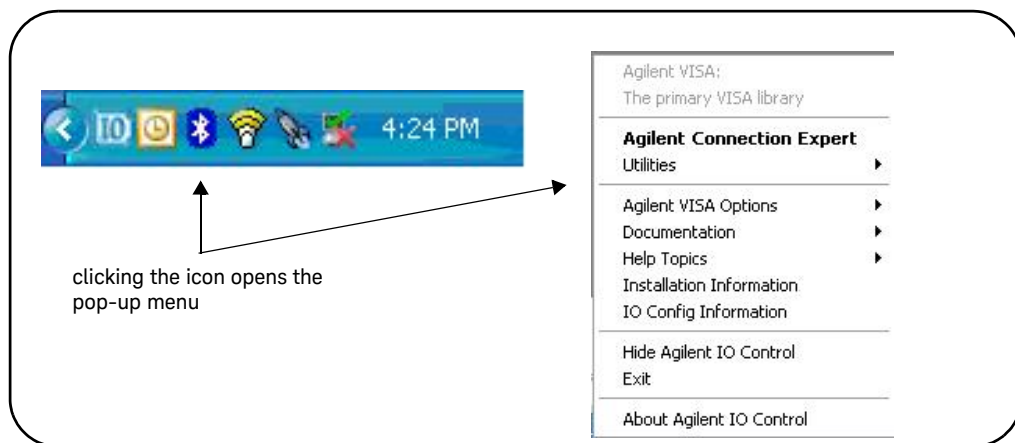 IO
4:24 PM
clicking the icon opens the
pop-up menu
Agilent VISA:
The primary VISA library
Agilent Connection Expert
Utilities
Agilent VISA Options
Documentation
Help Topics
Installation Information
IO Config Information
Hide Agilent IO Control
Exit
About Agilent IO Control